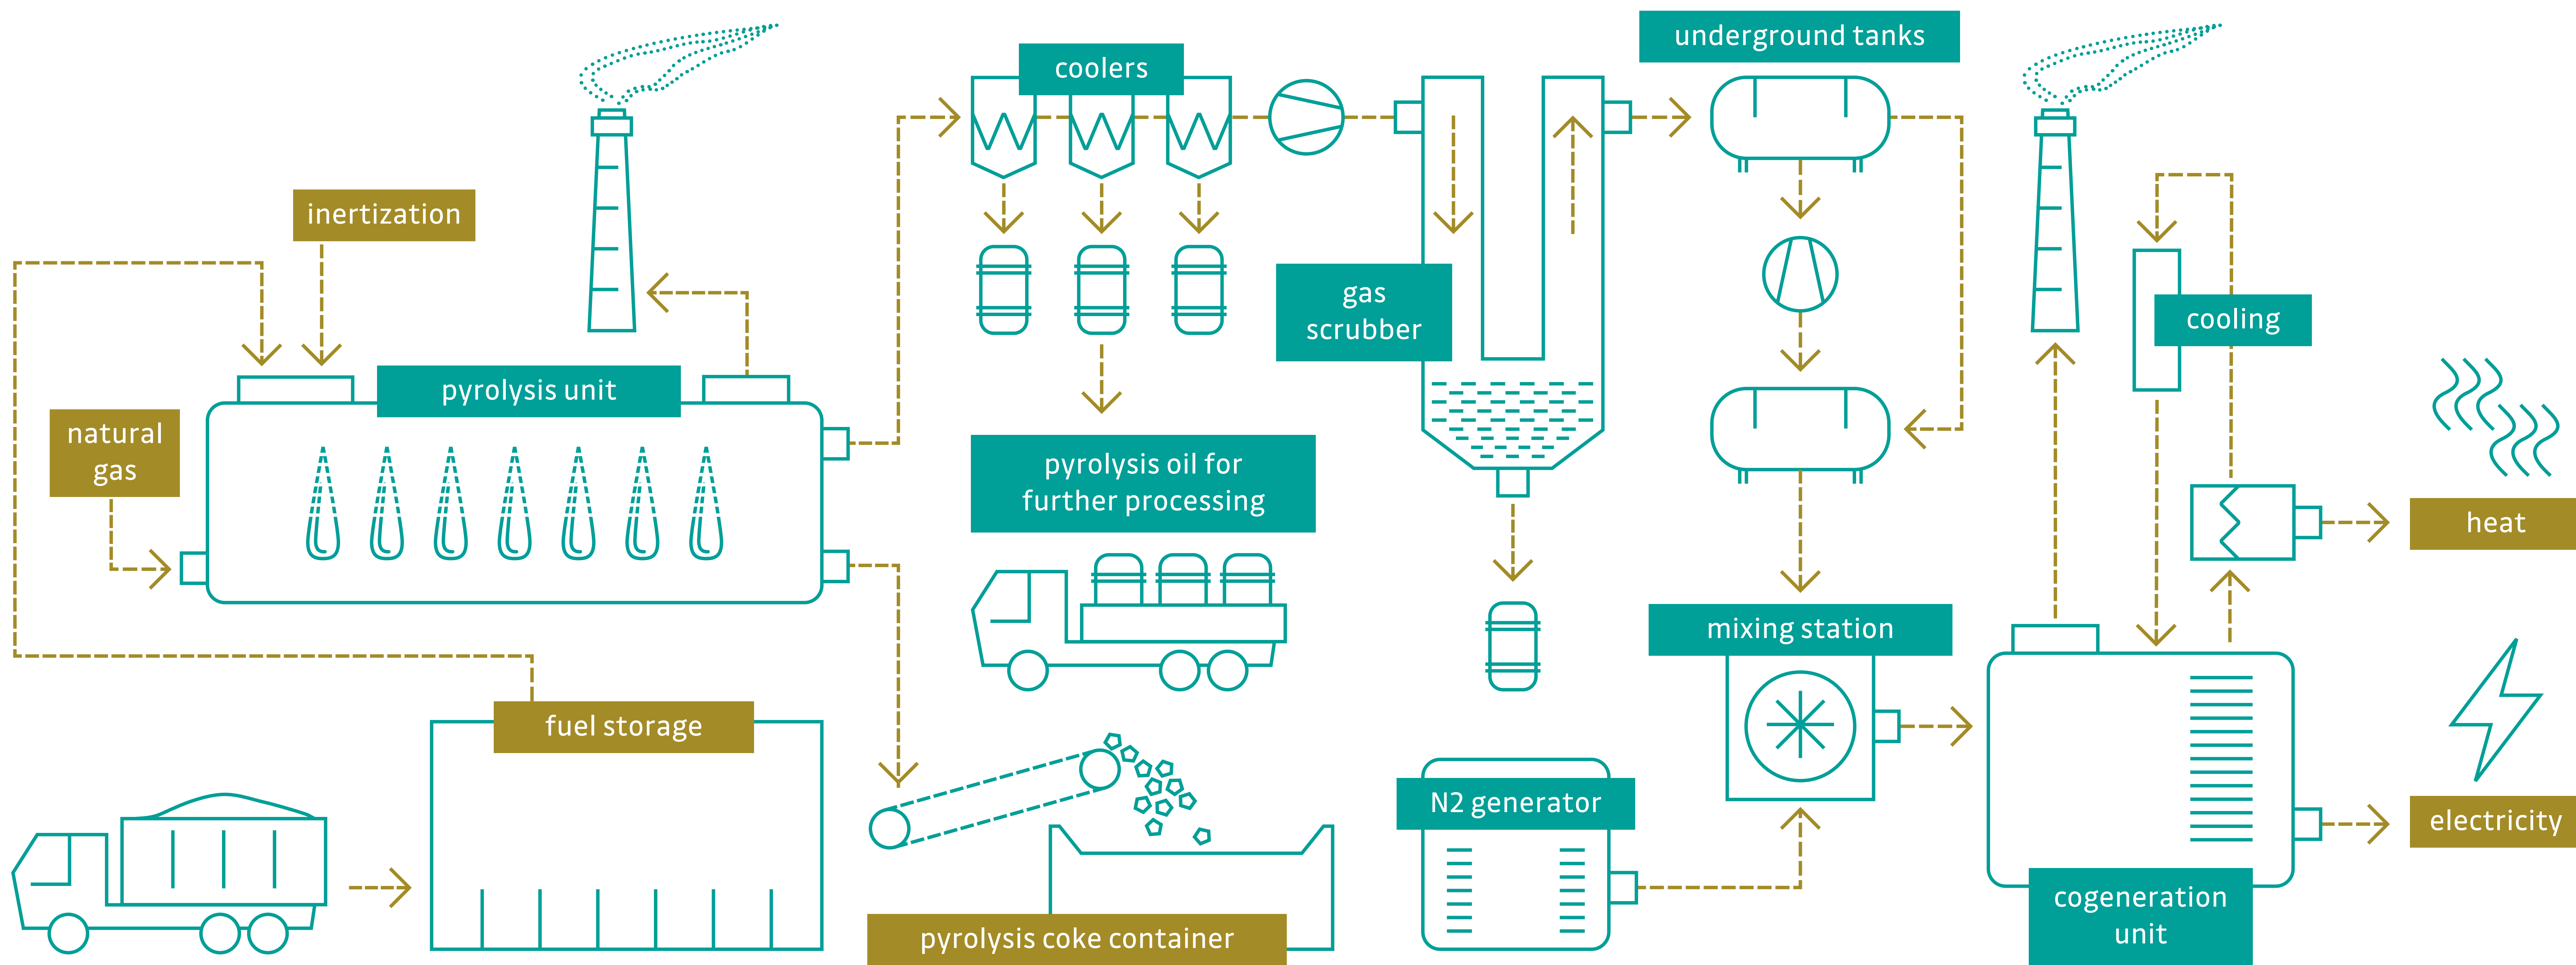 underground tanks
coolers
inertization
gas
scrubber
cooling
pyrolysis unit
natural
gas
pyrolysis oil for
further processing
heat
mixing station
fuel storage
N2 generator
electricity
cogeneration
unit
pyrolysis coke container